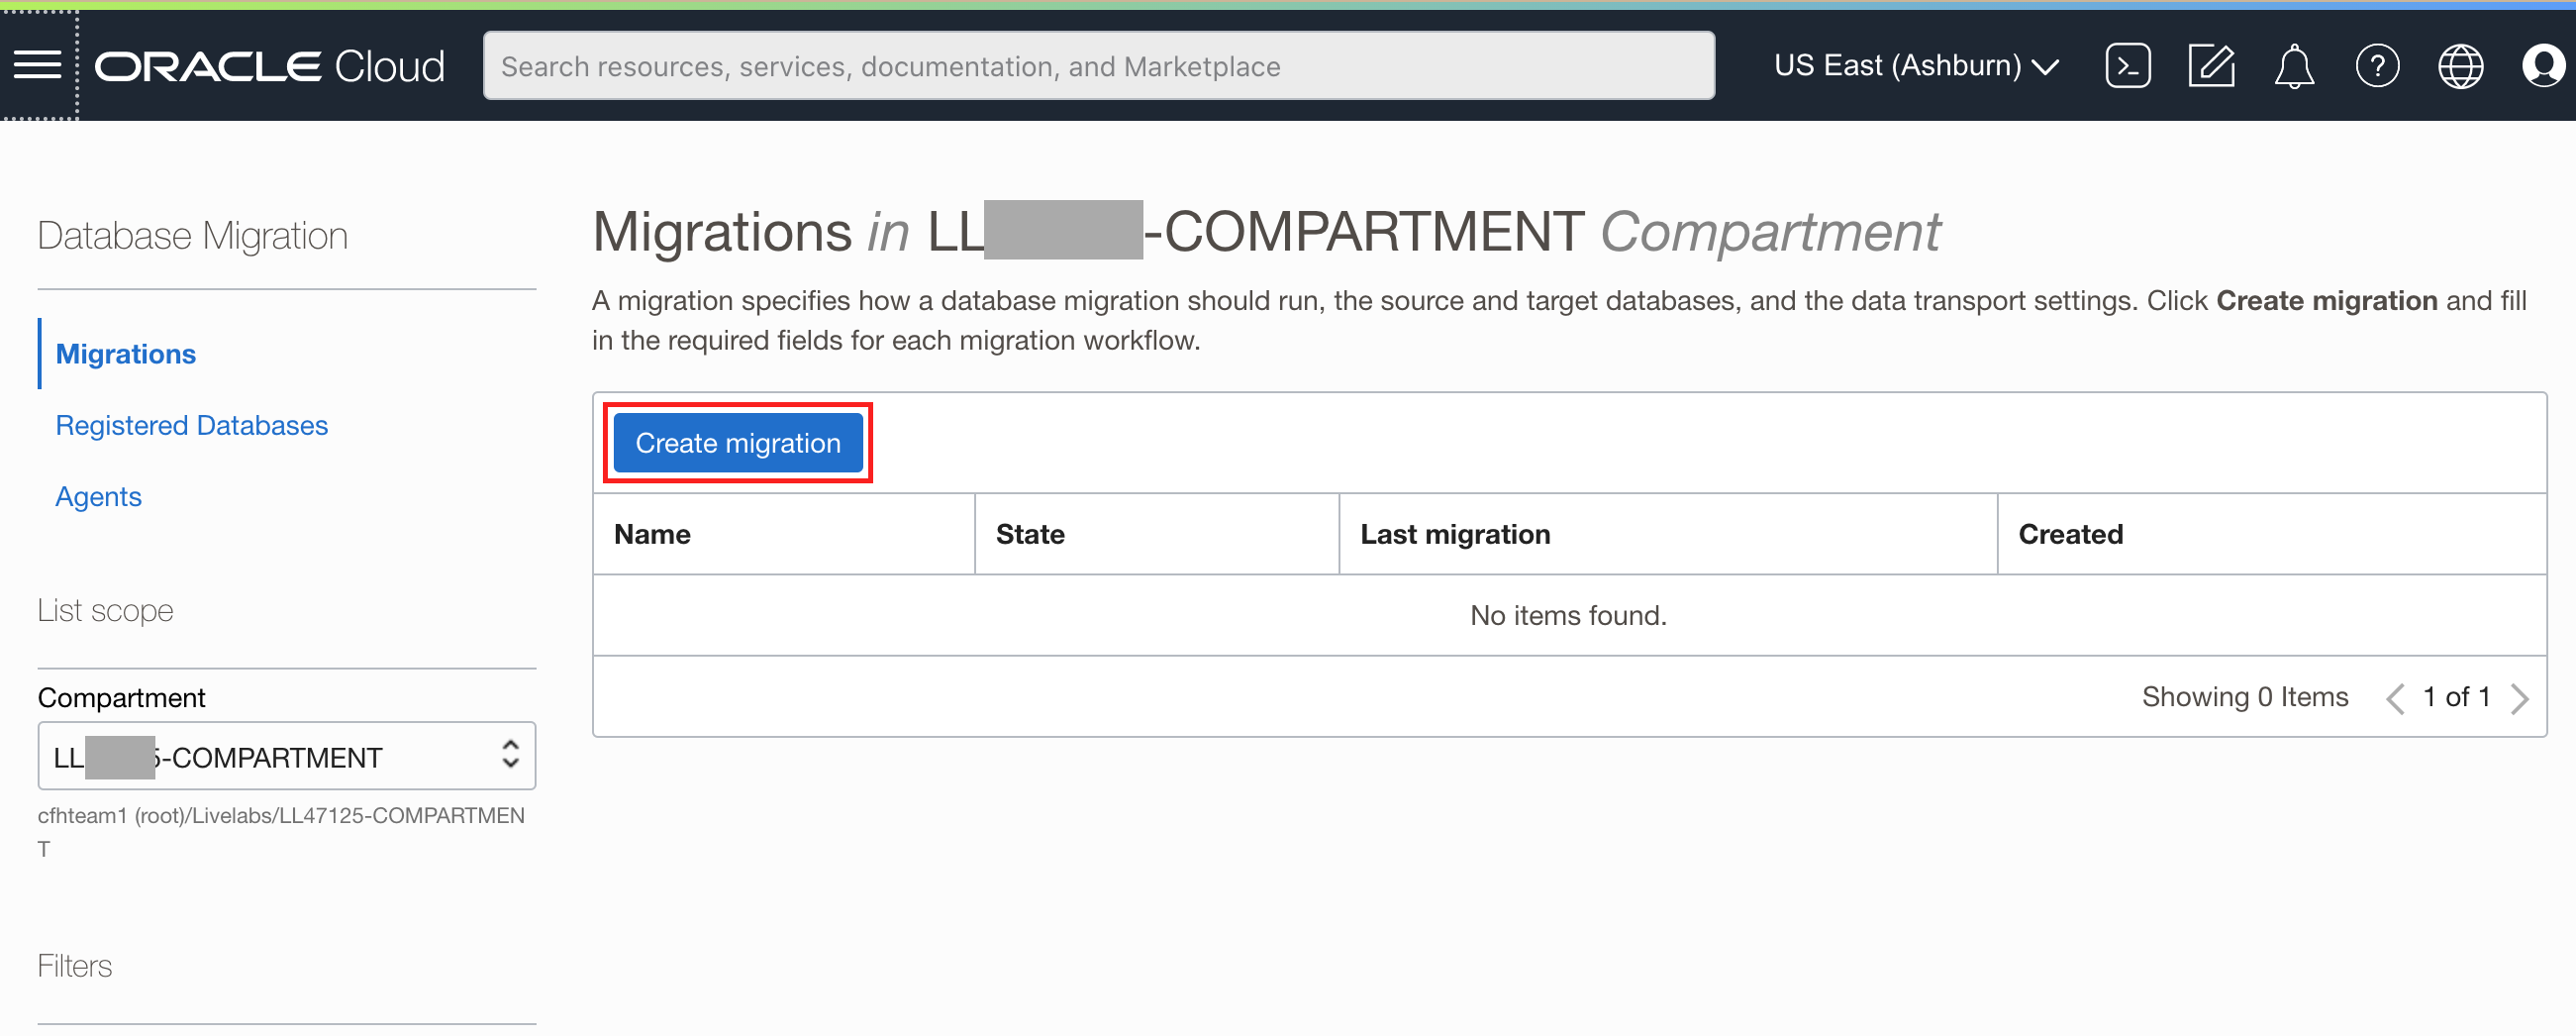 ORACLE Cloud
Search resources, services, documentation, and Marketplace
US East (Ashburn)
Database Migration
Migrations
Registered Databases
Agents
List scope
Compartment
LL 5-COMPARTMENT
cfhteam1 (root)/Livelabs/LL47125-COMPARTMEN
T
Filters
Migrations in LL -COMPARTMENT Compartment
A migration specifies how a database migration should run, the source and target databases, and the data transport settings. Click Create migration and fill
in the required fields for each migration workflow.
Create migration
Name State Last migration Created
No items found.
Showing 0 Items 1 of 1